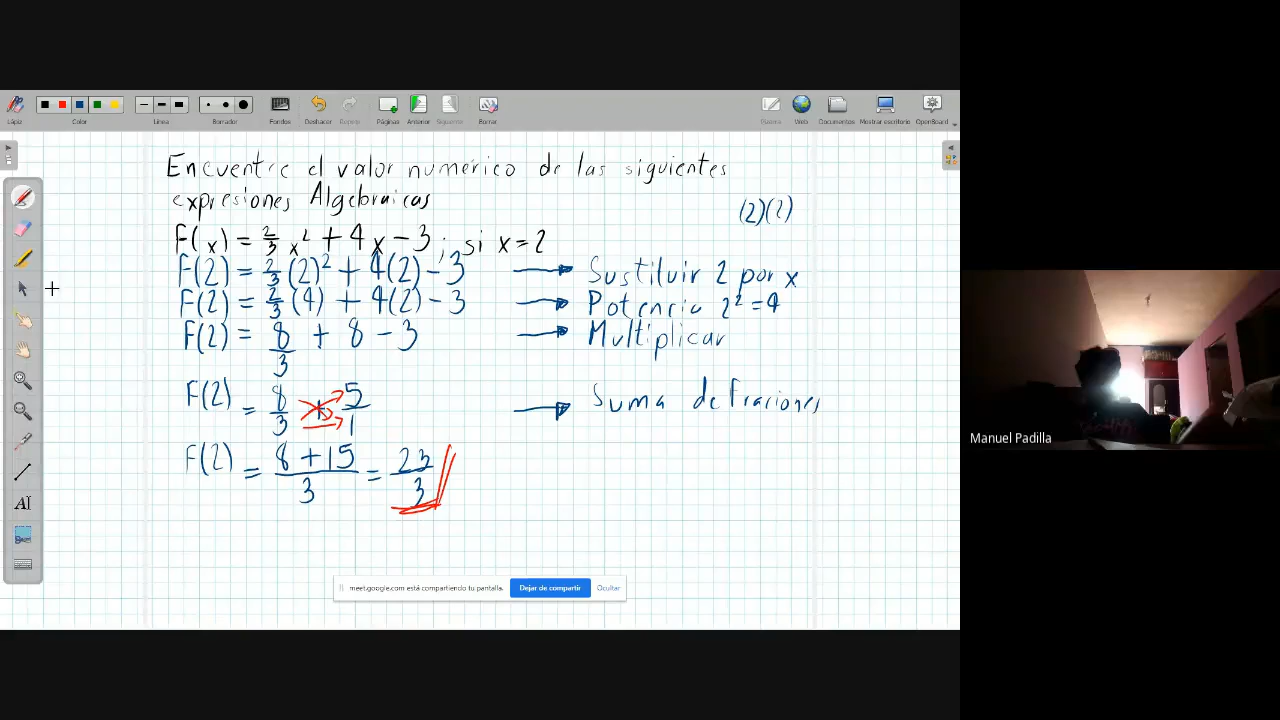 Lápiz Color Línea Borrador Fondos Deshacer Páginas Anterior Siguiente Borrar Web Documentos Mostrar escritorio OpenBoard
Encuentre el valor numérico de las siguientes
expresiones Algebraicas
(2)(2)
F(x) = 2/3 x² + 4x - 3 ; si x = 2
F(2) = 2/3 (2)² + 4(2) - 3 → Sustiluir 2 por x
F(2) = 2/3 (4) + 4(2) - 3 → Potencia 2² = 4
F(2) = 8/3 + 8 - 3 → Multiplicar
F(2) = 8/3 + 5/1 → Suma de Fraciones
F(2) = 8 + 15/3 = 23/3
AI
meet.google.com está compartiendo tu pantalla. Dejar de compartir Ocultar
Manuel Padilla